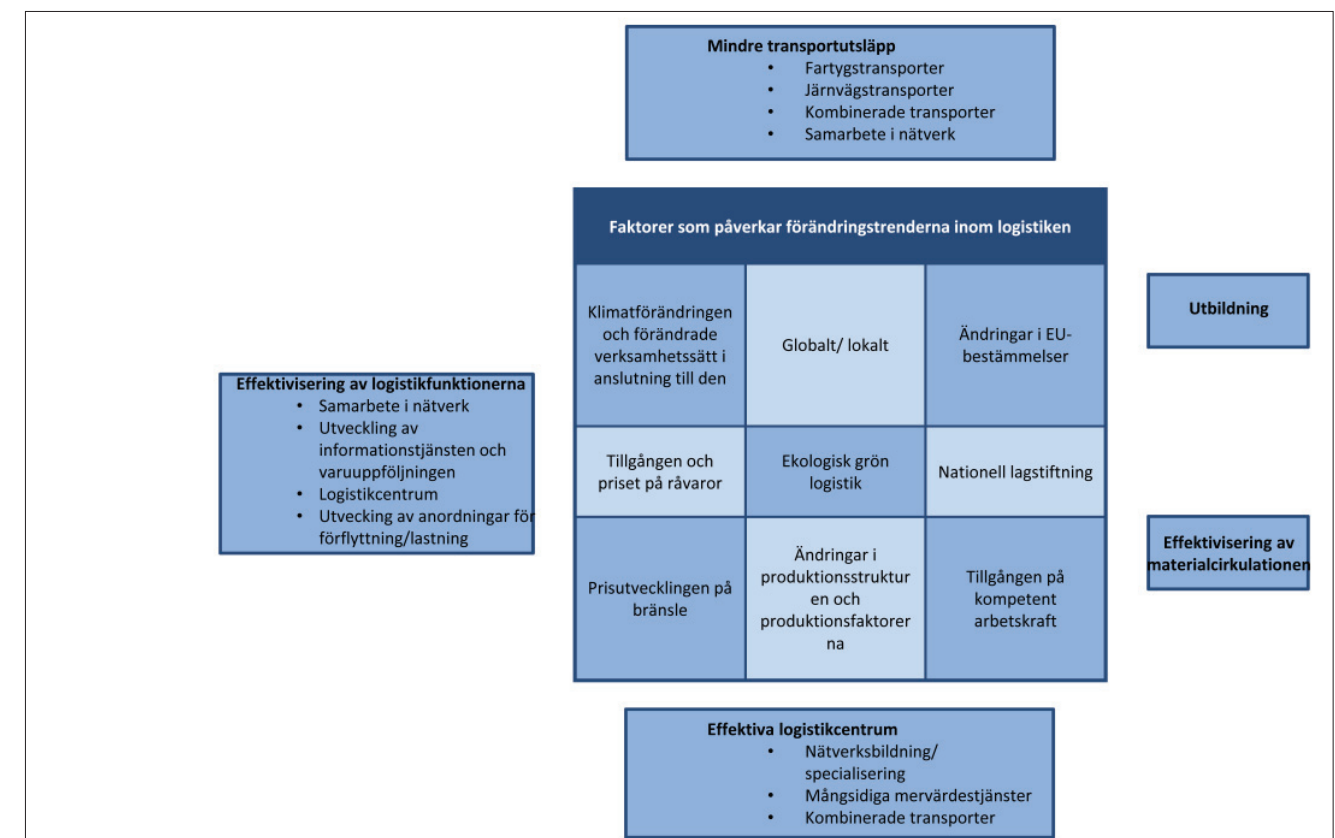 Mindre transportutsläpp
• Fartygstransporter
• Järnvägstransporter
• Kombinerade transporter
• Samarbete i nätverk
Faktorer som påverkar förändringstrenderna inom logistiken
Klimatförändringen
och förändrade
verksamhetssätt i
anslutning till den
Globalt/ lokalt
Ändringar i EU-
bestämmelser
Tillgången och
priset på råvaror
Ekologisk grön
logistik
Nationell lagstiftning
Prisutvecklingen på
bränsle
Ändringar i
produktionsstruktur
en och
produktionsfaktorer
na
Tillgången på
kompetent
arbetskraft
Utbildning
Effektivisering av
materialcirkulationen
Effektivisering av logistikfunktionerna
• Samarbete i nätverk
• Utveckling av
informationstjänsten och
varuuppföljningen
• Logistikcentrum
• Utvecking av anordningar för
förflyttning/lastning
Effektiva logistikcentrum
• Nätverksbildning/
specialisering
• Mångsidiga mervärdestjänster
• Kombinerade transporter